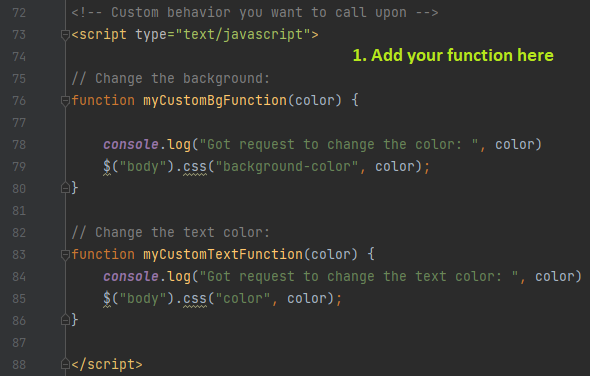 72 <!-- Custom behavior you want to call upon -->
73 <script type="text/javascript">
74
1. Add your function here
75 // Change the background:
76 function myCustomBgFunction(color) {
77
78 console.log("Got request to change the color: ", color)
79 $("body").css("background-color", color);
80 }
81
82 // Change the text color:
83 function myCustomTextFunction(color) {
84 console.log("Got request to change the text color: ", color)
85 $("body").css("color", color);
86 }
87
88 </script>